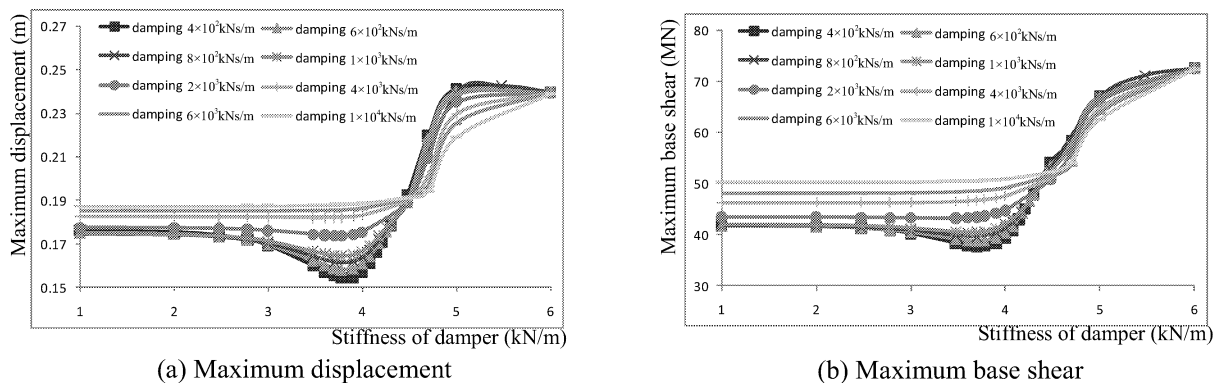 Maximum displacement (m)
0.27
0.25
0.23
0.21
0.19
0.17
0.15
damping 4×10²kNs/m
damping 6×10²kNs/m
damping 8×10²kNs/m
damping 1×10³kNs/m
damping 2×10³kNs/m
damping 4×10³kNs/m
damping 6×10³kNs/m
damping 1×10⁴kNs/m
1 2 3 4 5 6
Stiffness of damper (kN/m)
(a) Maximum displacement
Maximum base shear (MN)
80
70
60
50
40
30
damping 4×10²kNs/m
damping 6×10²kNs/m
damping 8×10²kNs/m
damping 1×10³kNs/m
damping 2×10³kNs/m
damping 4×10³kNs/m
damping 6×10³kNs/m
damping 1×10⁴kNs/m
1 2 3 4 5 6
Stiffness of damper (kN/m)
(b) Maximum base shear